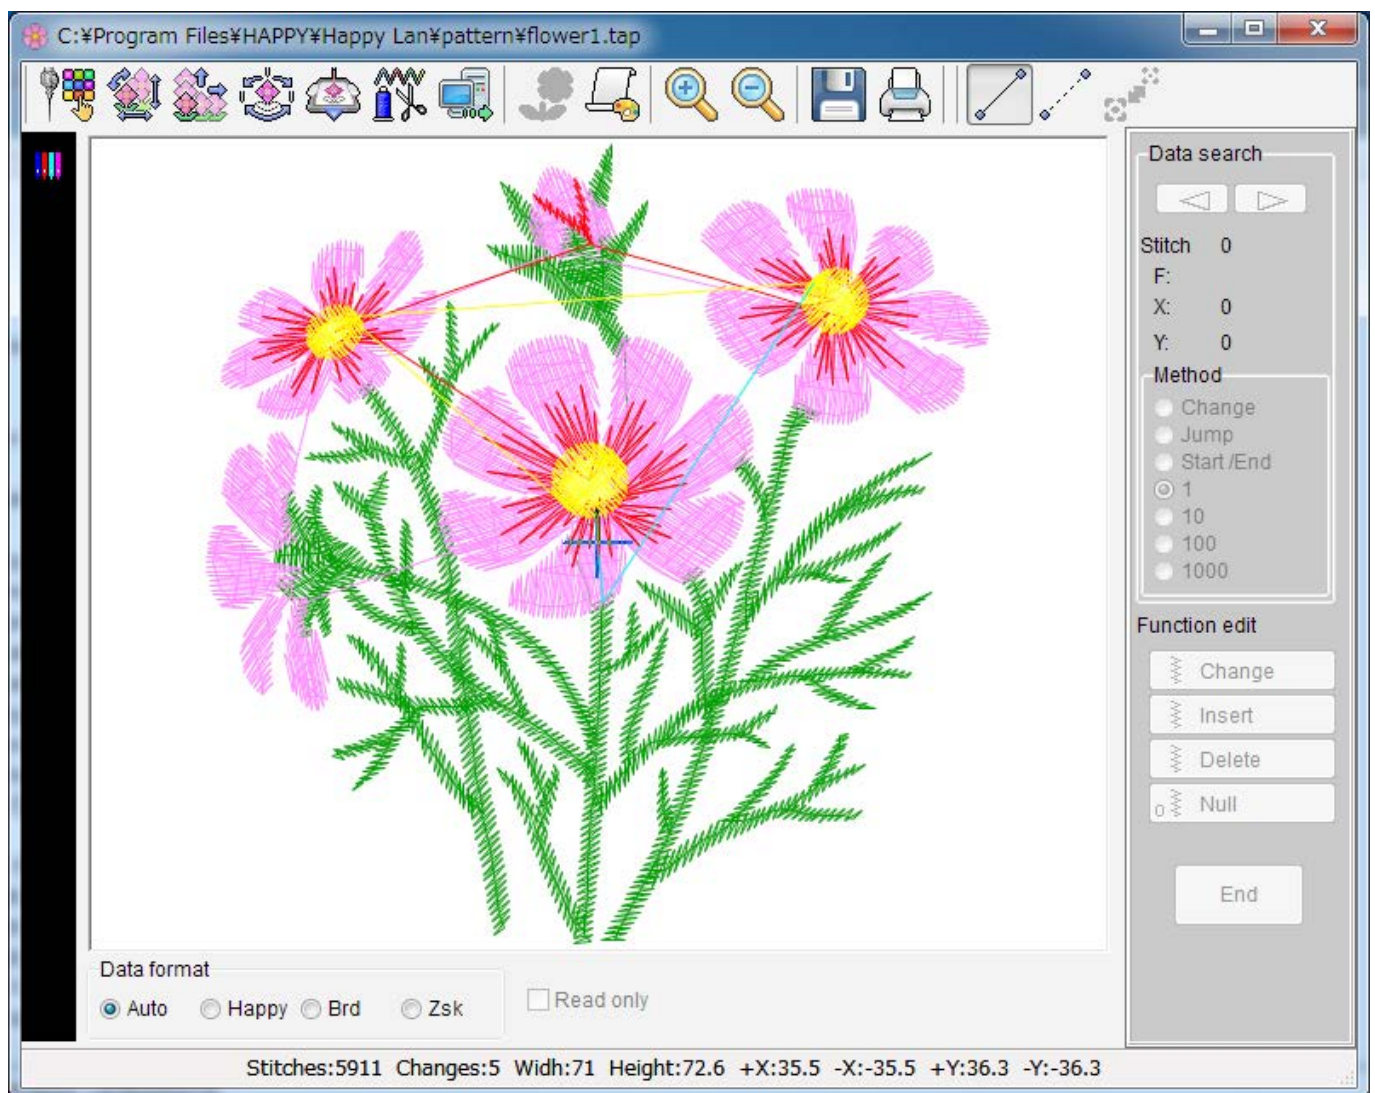 C:¥Program Files¥HAPPY¥Happy Lan¥pattern¥flower1.tap
Data search
Stitch 0
F:
X: 0
Y: 0
Method
Change
Jump
Start /End
1
10
100
1000
Function edit
Change
Insert
Delete
0 Null
End
Data format
Auto Happy Brd Zsk Read only
Stitches:5911 Changes:5 Widh:71 Height:72.6 +X:35.5 -X:-35.5 +Y:36.3 -Y:-36.3